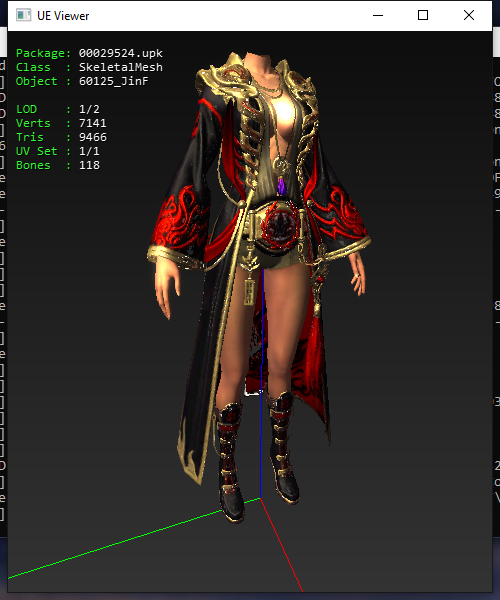 UE Viewer
Package: 00029524.upk
Class : SkeletalMesh
Object : 60125_JinF
LOD : 1/2
Verts : 7141
Tris : 9466
UV Set : 1/1
Bones : 118